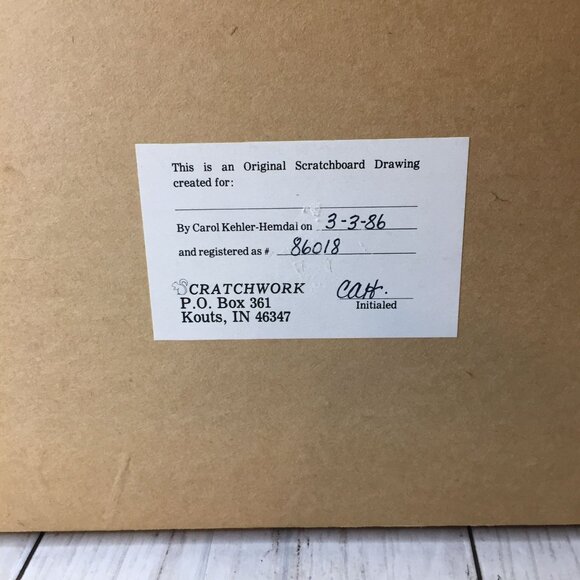 This is an Original Scratchboard Drawing
created for:
By Carol Kehler-Hemdal on 3-3-86
and registered as # 86018
SCRATCHWORK
P.O. Box 361
Kouts, IN 46347
CAH.
Initialed